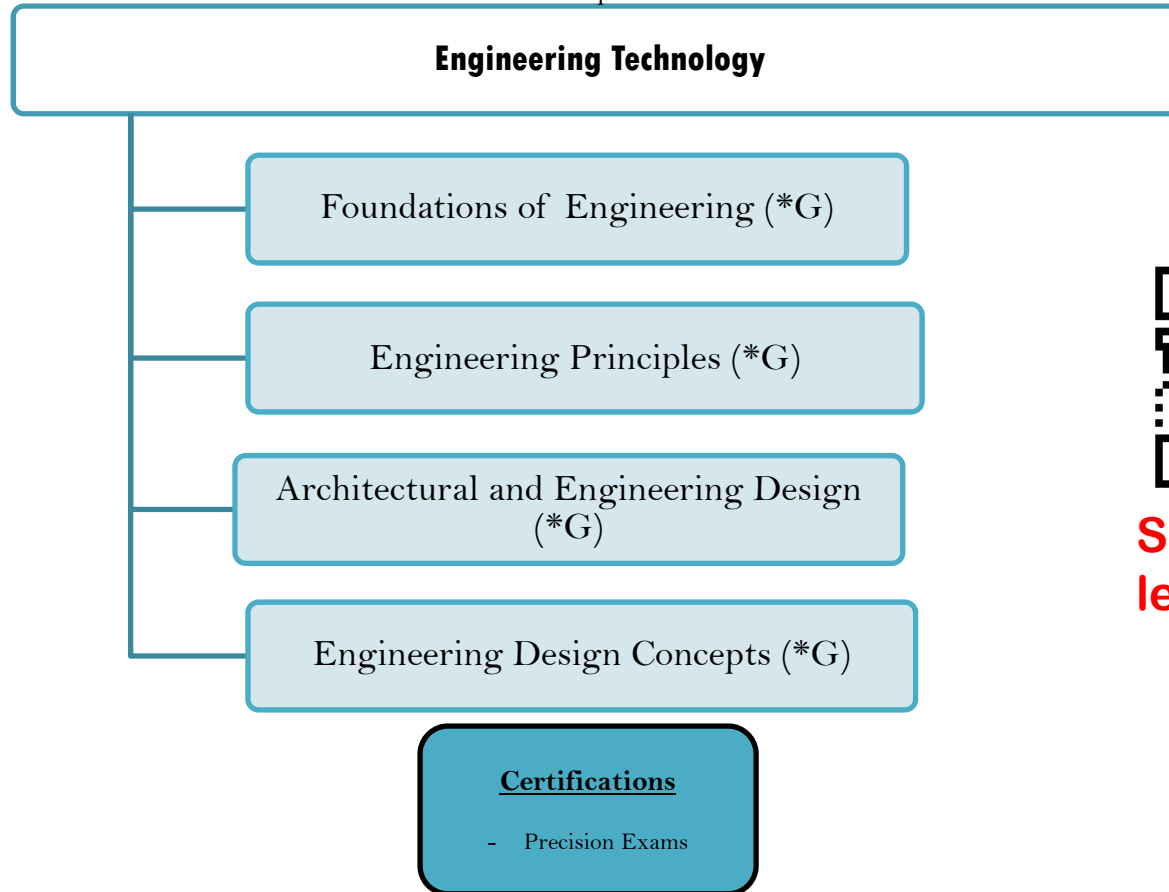 Engineering Technology
Foundations of Engineering (*G)
Engineering Principles (*G)
Architectural and Engineering Design
(*G)
Engineering Design Concepts (*G)
Certifications
- Precision Exams